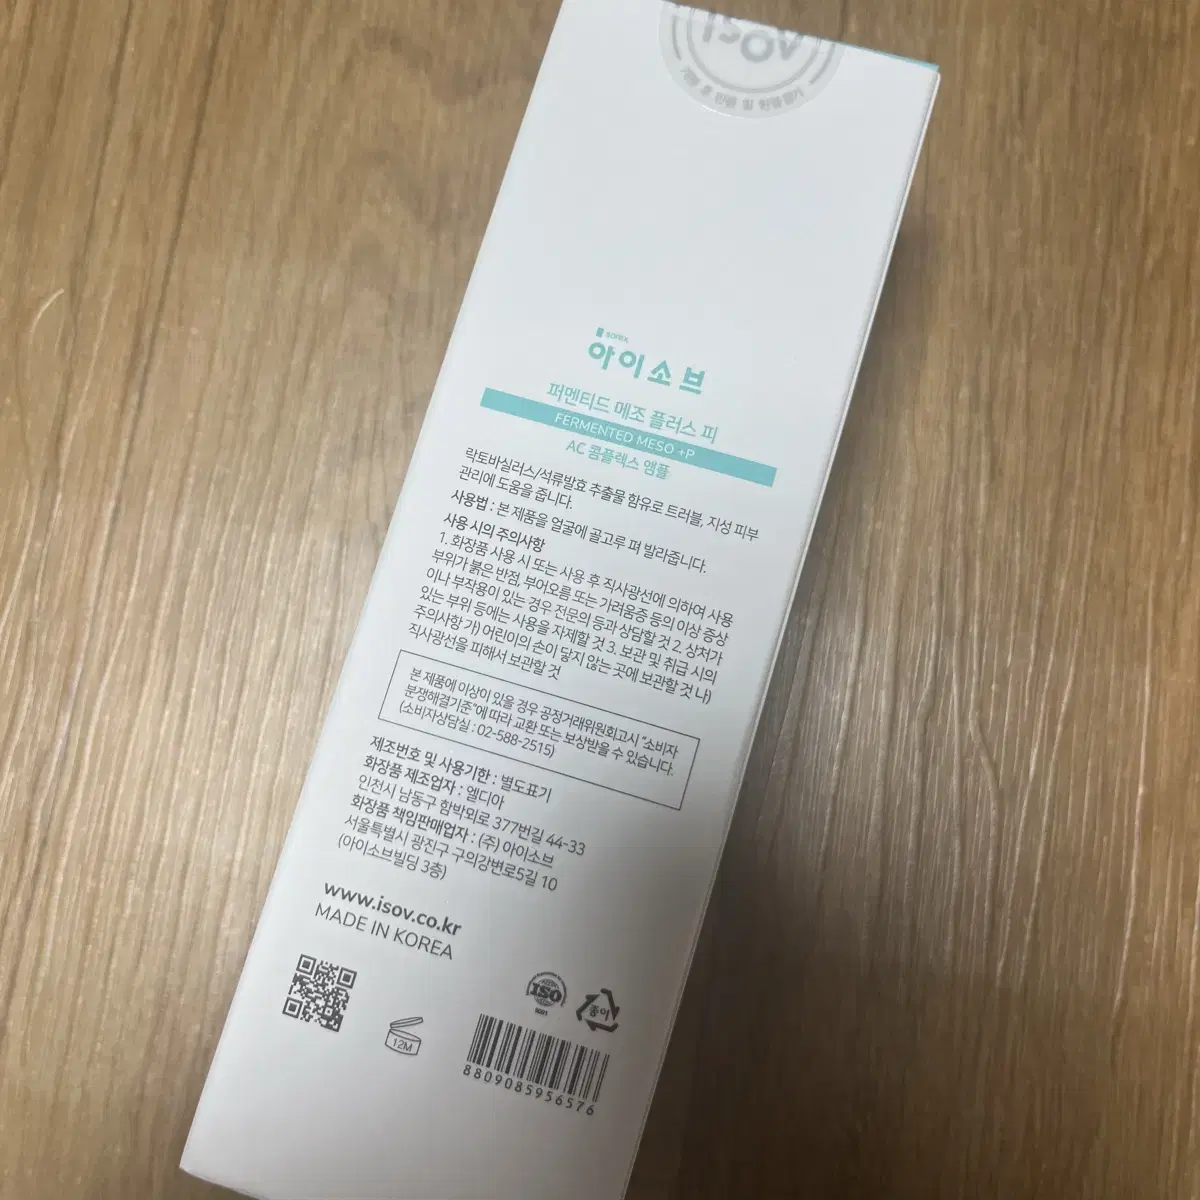 ISOV
아이소브
퍼멘티드 메조 플러스 피
FERMENTED MESO +P
AC 콤플렉스 앰플
락토바실러스/석류발효 추출물 함유로 트러블, 지성 피부
관리에 도움을 줍니다.
사용법 : 본 제품을 얼굴에 골고루 펴 발라줍니다.
사용 시의 주의사항
1. 화장품 사용 시 또는 사용 후 직사광선에 의하여 사용
부위가 붉은 반점, 부어오름 또는 가려움증 등의 이상 증상
이나 부작용이 있는 경우 전문의 등과 상담할 것 2. 상처가
있는 부위 등에는 사용을 자제할 것 3. 보관 및 취급 시의
주의사항 가) 어린이의 손이 닿지 않는 곳에 보관할 것 나)
직사광선을 피해서 보관할 것
본 제품에 이상이 있을 경우 공정거래위원회고시 "소비자
분쟁해결기준"에 따라 교환 또는 보상받을 수 있습니다.
(소비자상담실 : 02-588-2515)
제조번호 및 사용기한 : 별도표기
화장품 제조업자 : 엘디아
인천시 남동구 함박뫼로 377번길 44-33
화장품 책임판매업자 : (주) 아이소브
서울특별시 광진구 구의강변로5길 10
(아이소브빌딩 3층)
www.isov.co.kr
MADE IN KOREA
ISO
9001
종이
12M
8809085956576